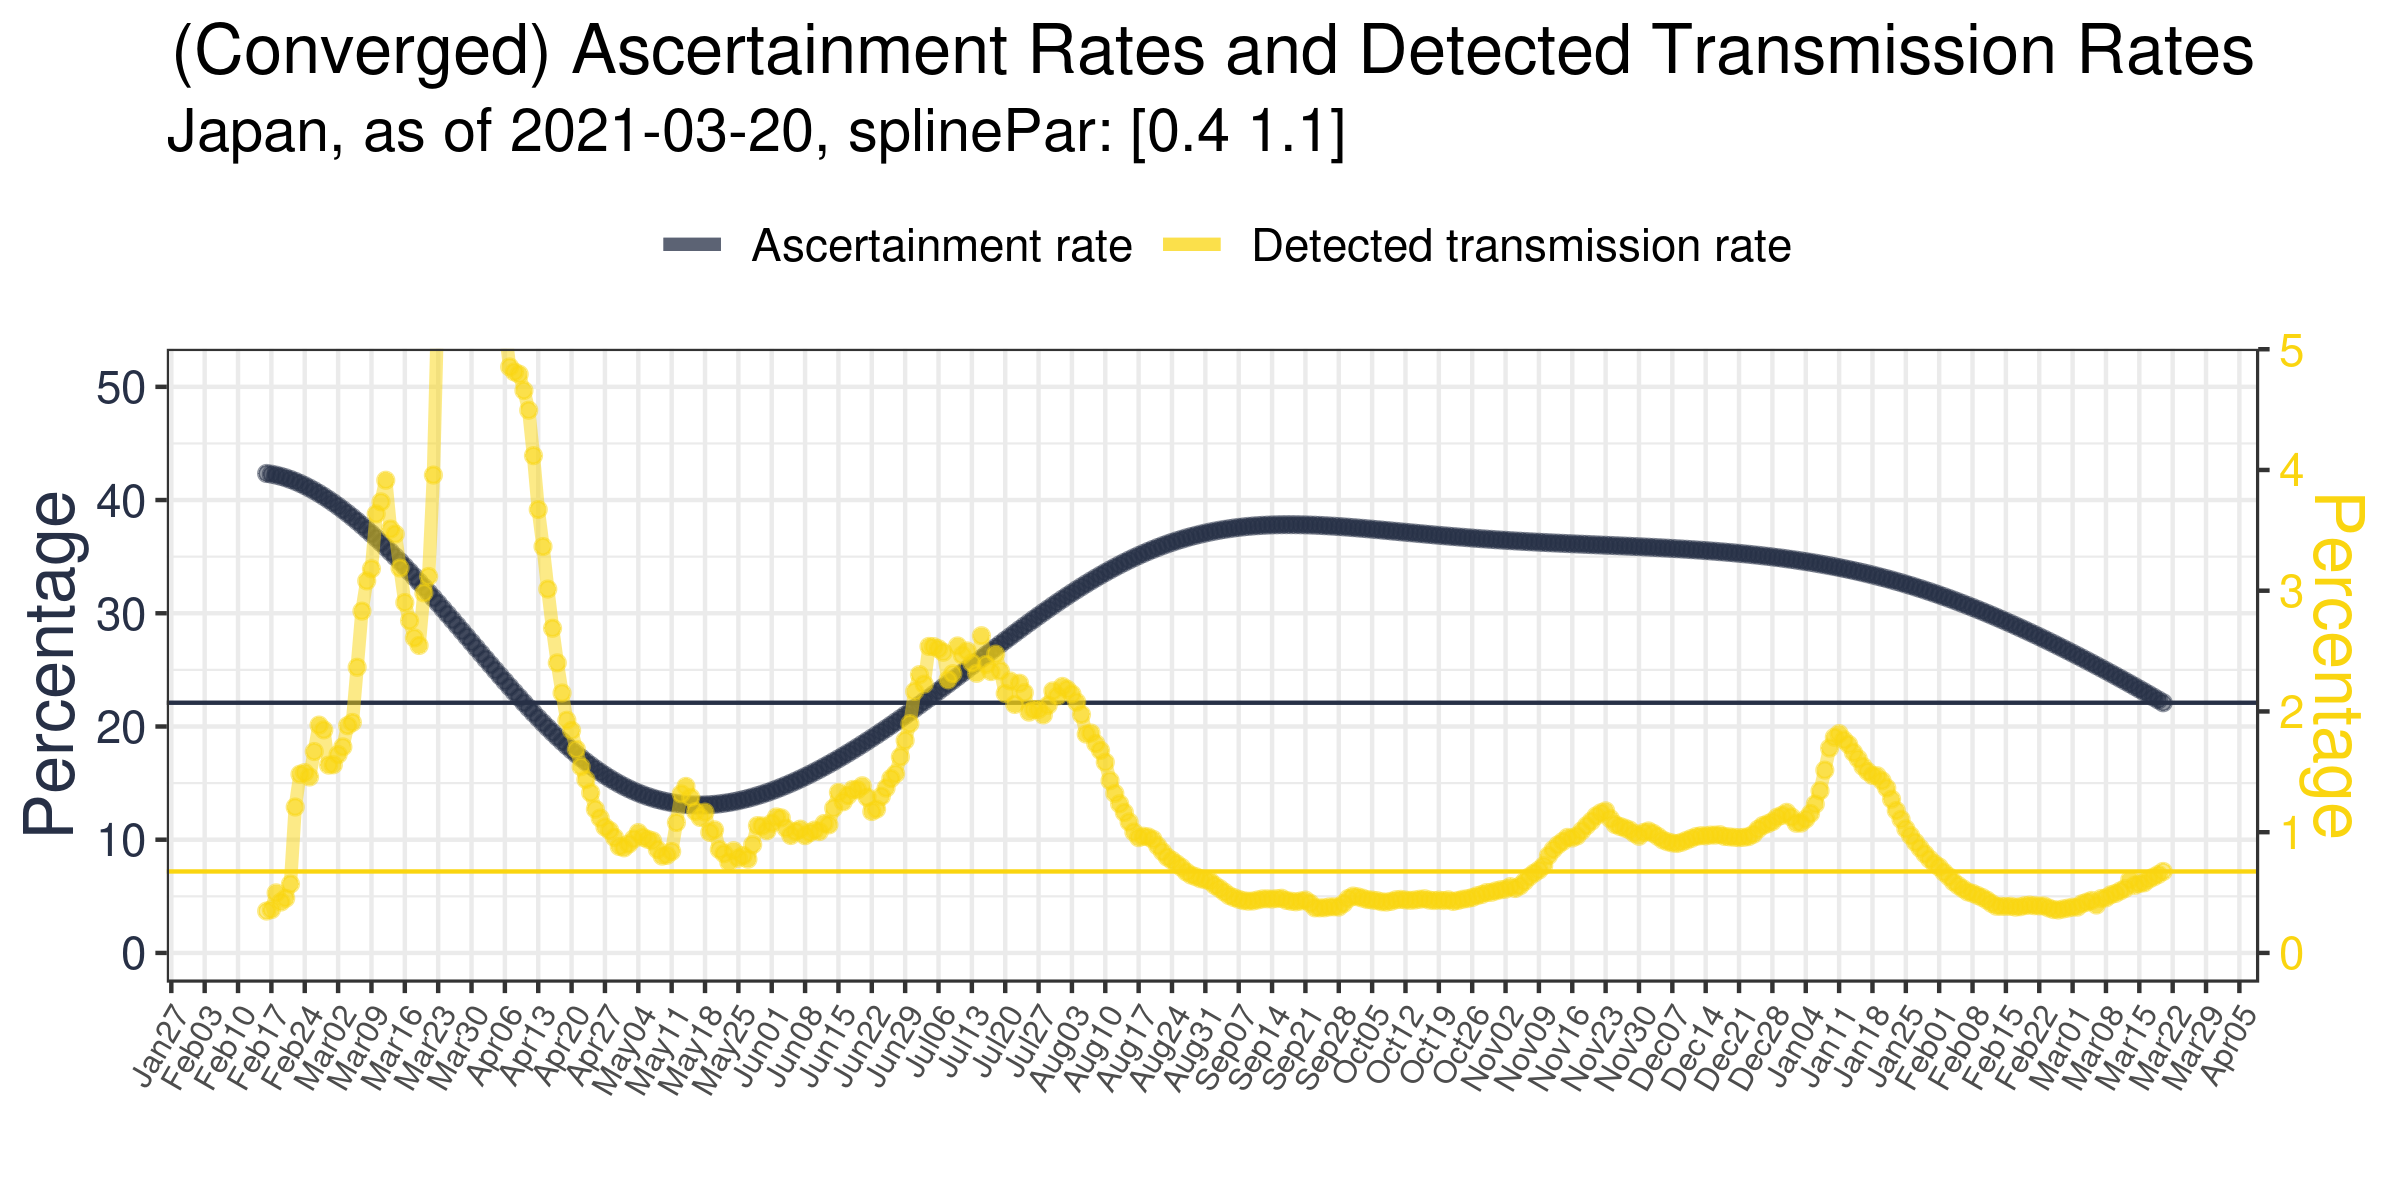 (Converged) Ascertainment Rates and Detected Transmission Rates
Japan, as of 2021-03-20, splinePar: [0.4 1.1]
Ascertainment rate Detected transmission rate
Percentage
50
40
30
20
10
0
5
4
3
2
1
0
Percentage
Jan27 Feb03 Feb10 Feb17 Feb24 Mar02 Mar09 Mar16 Mar23 Mar30 Apr06 Apr13 Apr20 Apr27 May04 May11 May18 May25 Jun01 Jun08 Jun15 Jun22 Jun29 Jul06 Jul13 Jul20 Jul27 Aug03 Aug10 Aug17 Aug24 Aug31 Sep07 Sep14 Sep21 Sep28 Oct05 Oct12 Oct19 Oct26 Nov02 Nov09 Nov16 Nov23 Nov30 Dec07 Dec14 Dec21 Dec28 Jan04 Jan11 Jan18 Jan25 Feb01 Feb08 Feb15 Feb22 Mar01 Mar08 Mar15 Mar22 Mar29 Apr05